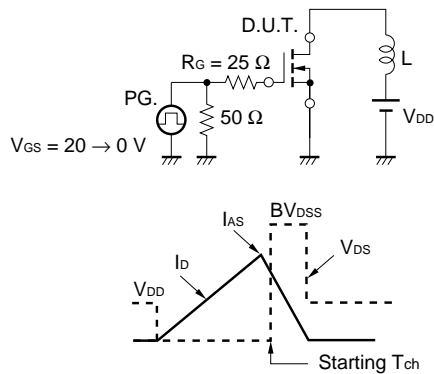 D.U.T.
RG = 25 Ω
L
PG.
50 Ω
VDD
VGS = 20 → 0 V
BVDSS
IAS
ID
VDS
VDD
Starting Tch